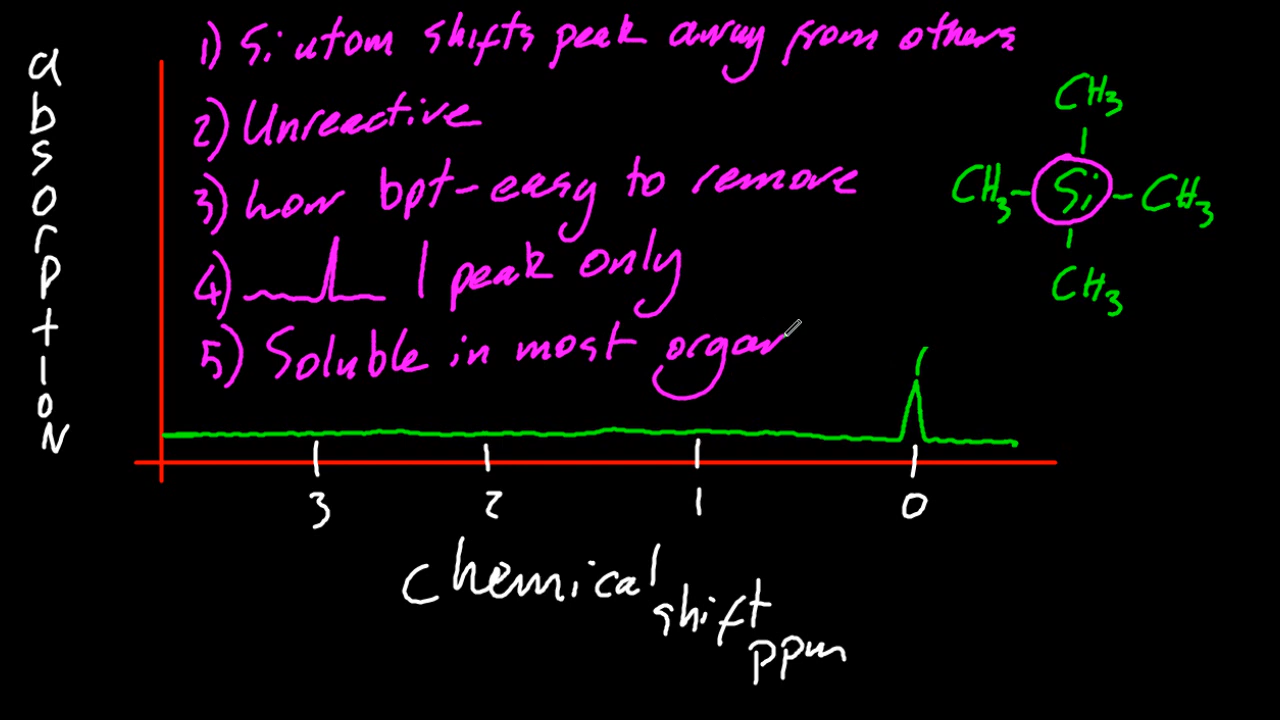 absorption
1) Si atom shifts peak away from others
2) Unreactive
3) Low bpt-easy to remove
4) 1 peak only
5) Soluble in most organ
CH3
CH3-Si-CH3
CH3
3 2 1 0
chemical
shift
ppm